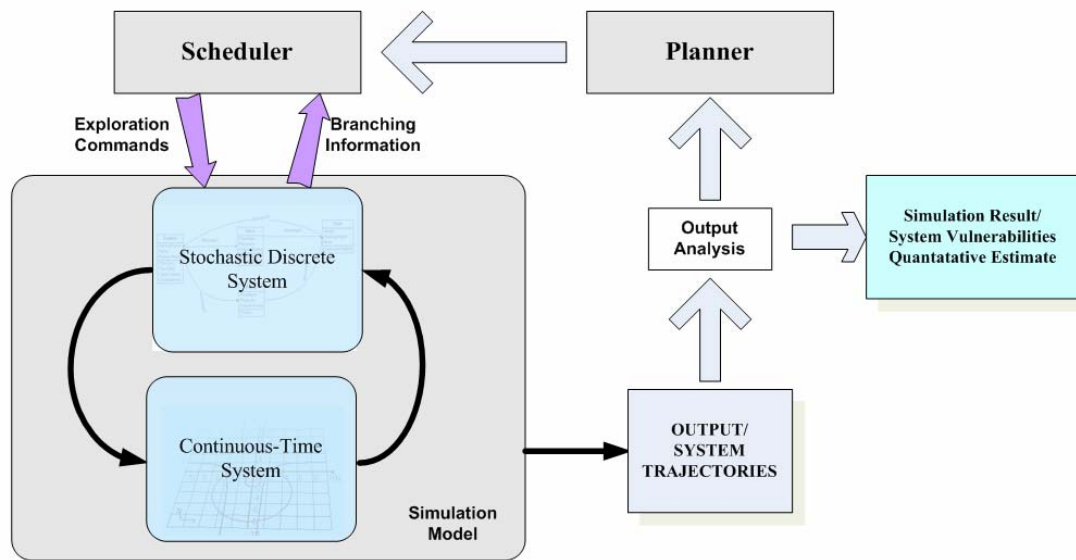 Scheduler
Planner
Exploration
Commands
Branching
Information
Stochastic Discrete
System
Output
Analysis
Simulation Result/
System Vulnerabilities
Quantatative Estimate
Continuous-Time
System
OUTPUT/
SYSTEM
TRAJECTORIES
Simulation
Model